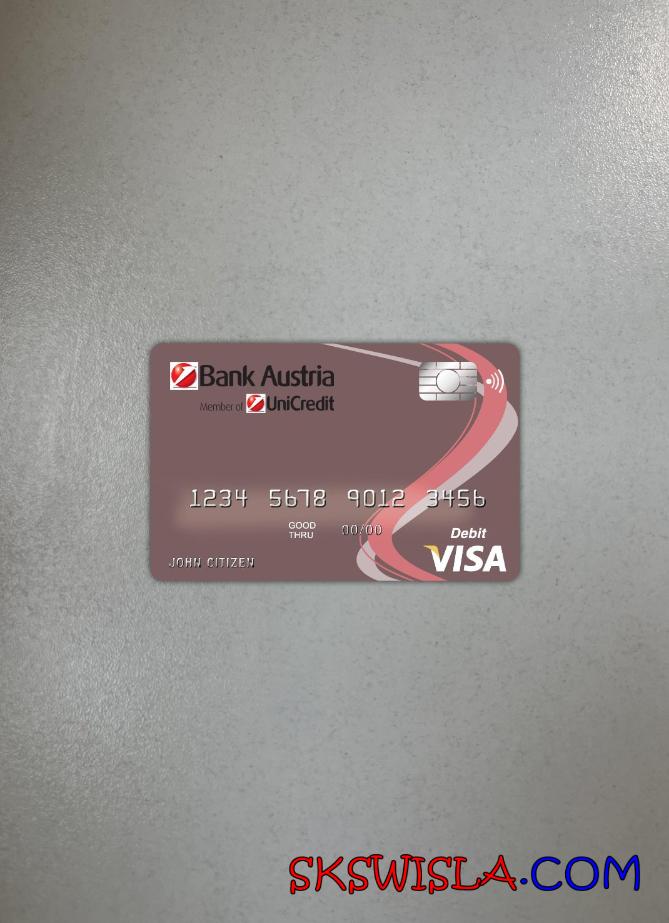 Bank Austria
Member of UniCredit
1234 5678 9012 3456
GOOD
THRU
00/00
Debit
JOHN CITIZEN
VISA
SKSWISLA.COM